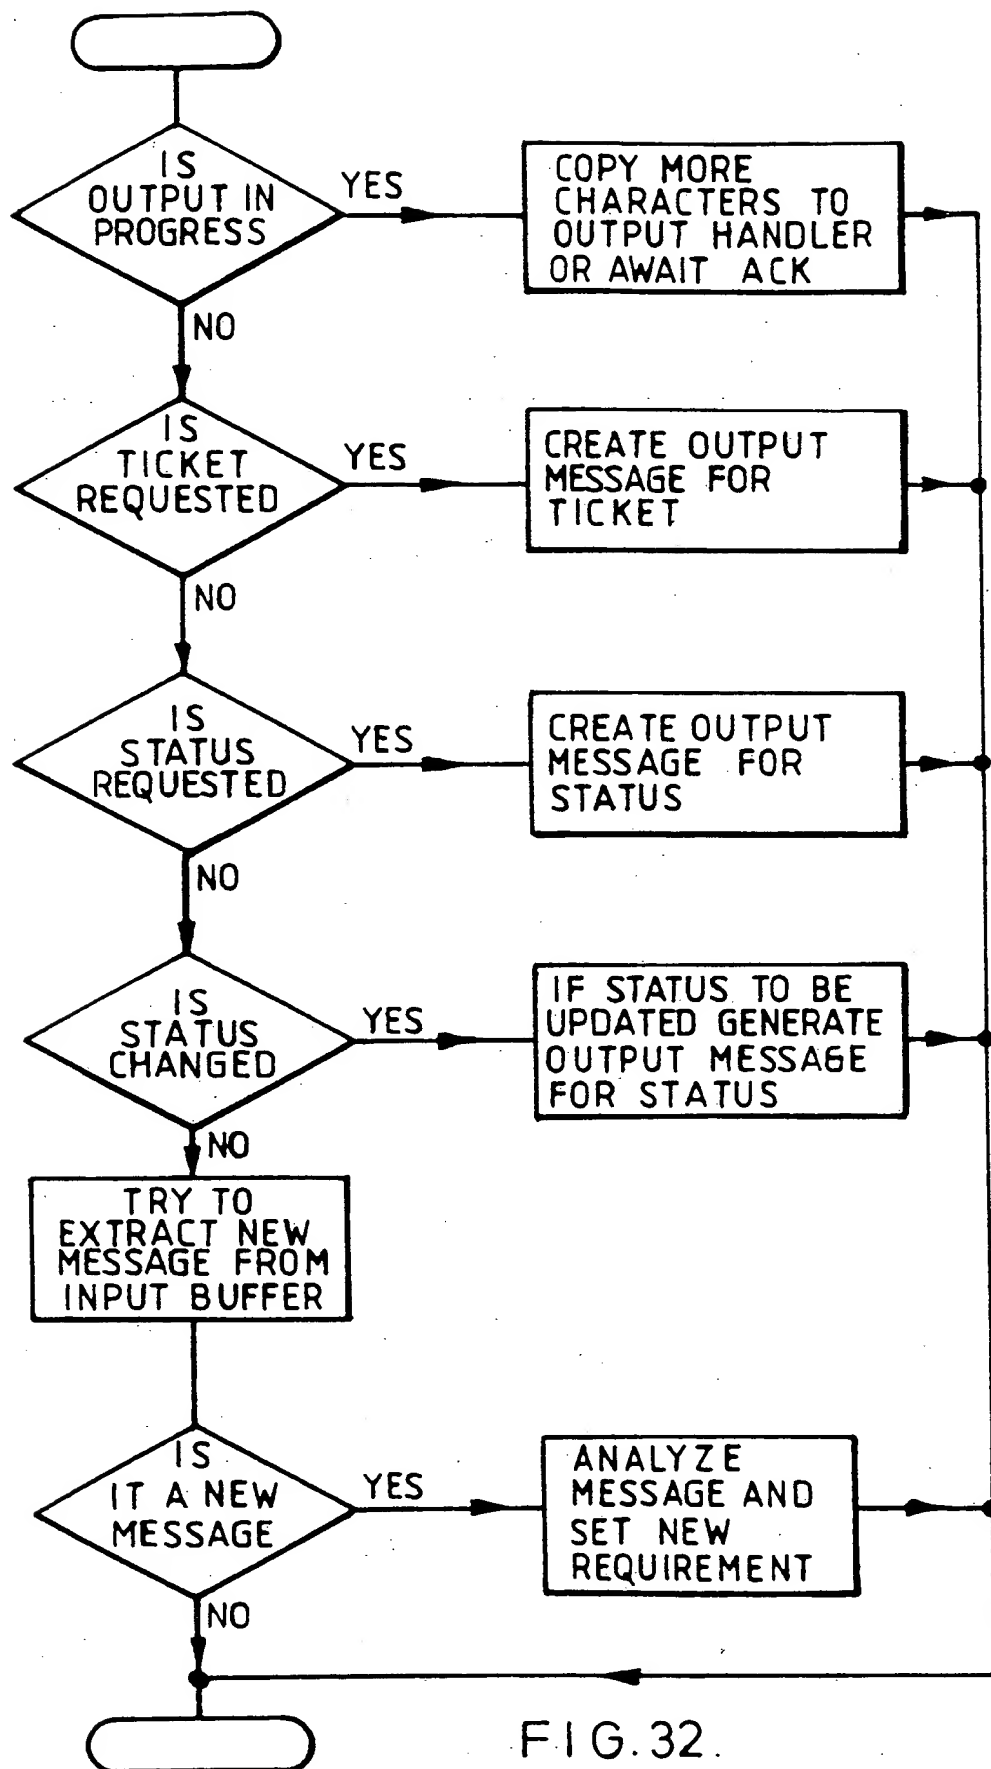 IS
OUTPUT IN
PROGRESS
YES
COPY MORE
CHARACTERS TO
OUTPUT HANDLER
OR AWAIT ACK
NO
IS
TICKET
REQUESTED
YES
CREATE OUTPUT
MESSAGE FOR
TICKET
NO
IS
STATUS
REQUESTED
YES
CREATE OUTPUT
MESSAGE FOR
STATUS
NO
IS
STATUS
CHANGED
YES
IF STATUS TO BE
UPDATED GENERATE
OUTPUT MESSAGE
FOR STATUS
NO
TRY TO
EXTRACT NEW
MESSAGE FROM
INPUT BUFFER
IS
IT A NEW
MESSAGE
YES
ANALYZE
MESSAGE AND
SET NEW
REQUIREMENT
NO
FIG.32.